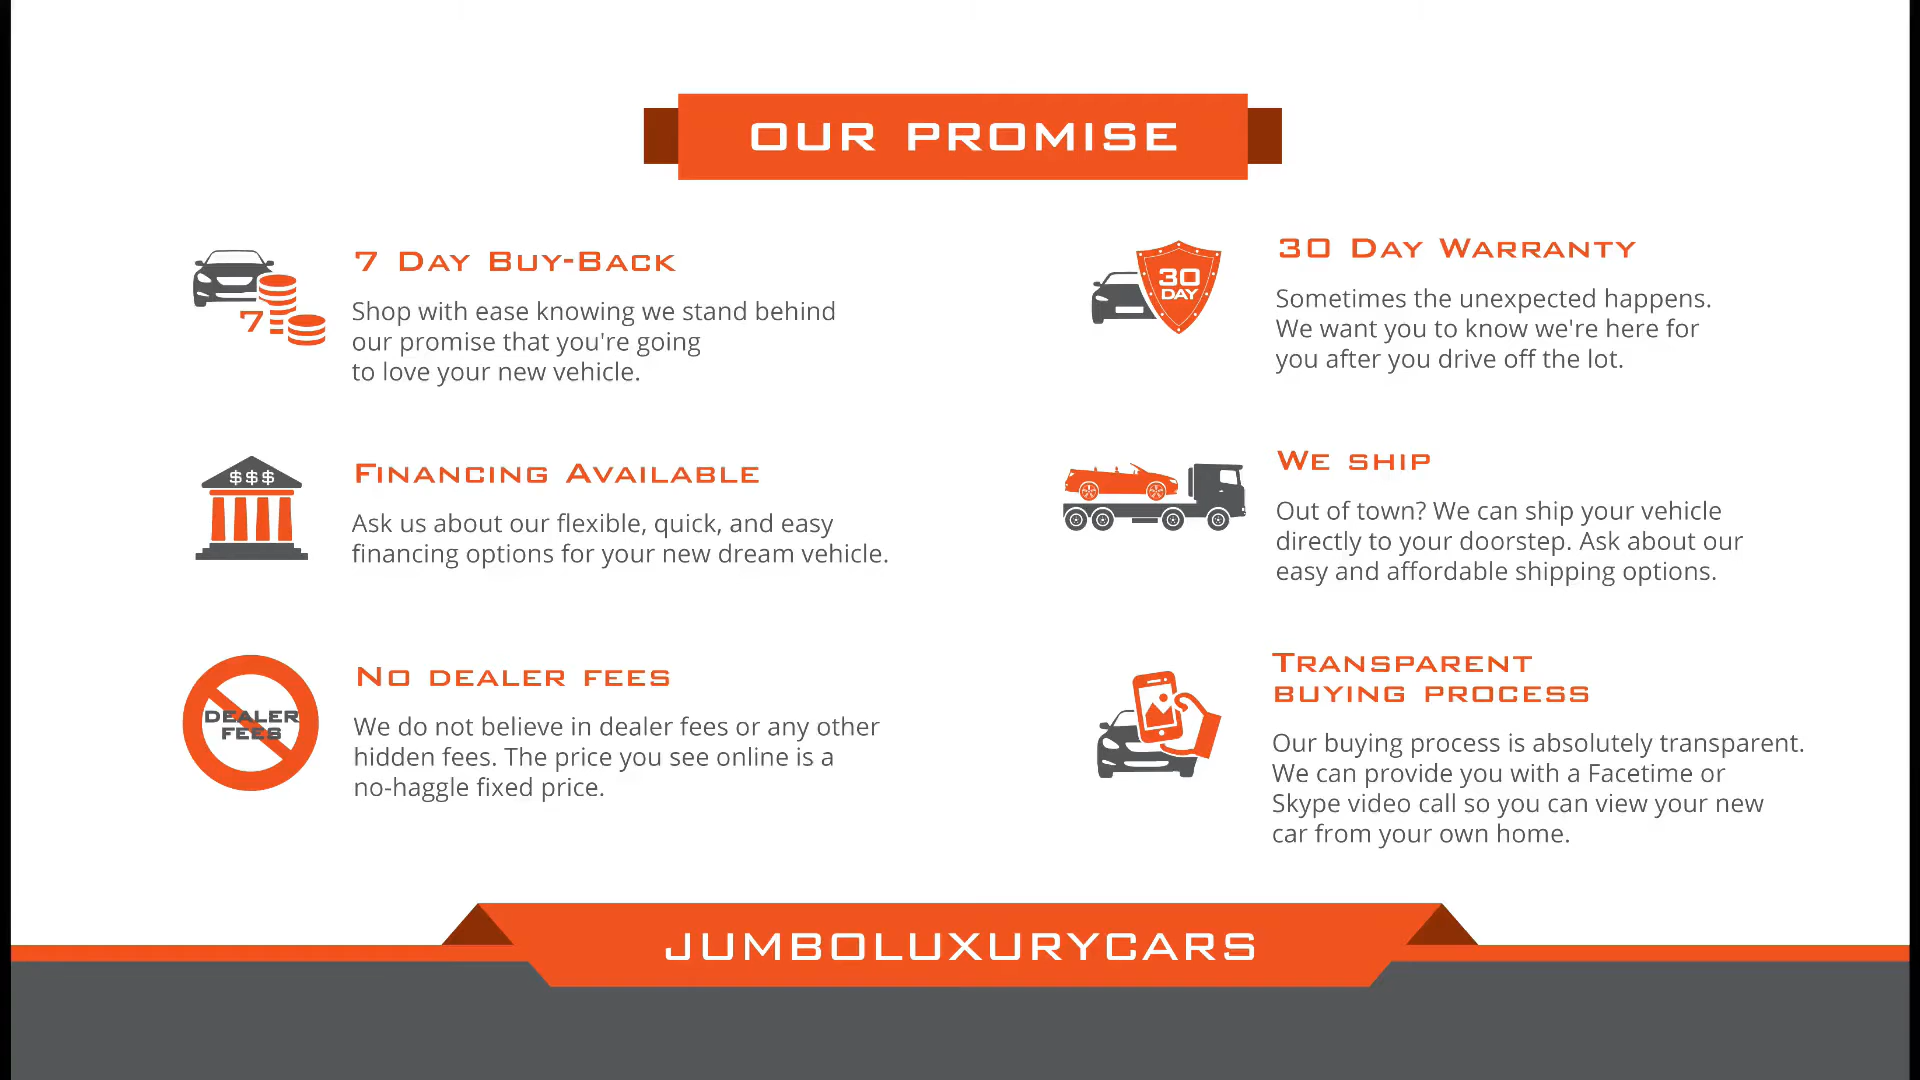 OUR PROMISE
7 DAY BUY-BACK
Shop with ease knowing we stand behind
our promise that you're going
to love your new vehicle.
7
$$$
FINANCING AVAILABLE
Ask us about our flexible, quick, and easy
financing options for your new dream vehicle.
DEALER
FEES
NO DEALER FEES
We do not believe in dealer fees or any other
hidden fees. The price you see online is a
no-haggle fixed price.
30
DAY
30 DAY WARRANTY
Sometimes the unexpected happens.
We want you to know we're here for
you after you drive off the lot.
WE SHIP
Out of town? We can ship your vehicle
directly to your doorstep. Ask about our
easy and affordable shipping options.
TRANSPARENT
BUYING PROCESS
Our buying process is absolutely transparent.
We can provide you with a Facetime or
Skype video call so you can view your new
car from your own home.
JUMBOLUXURYCARS